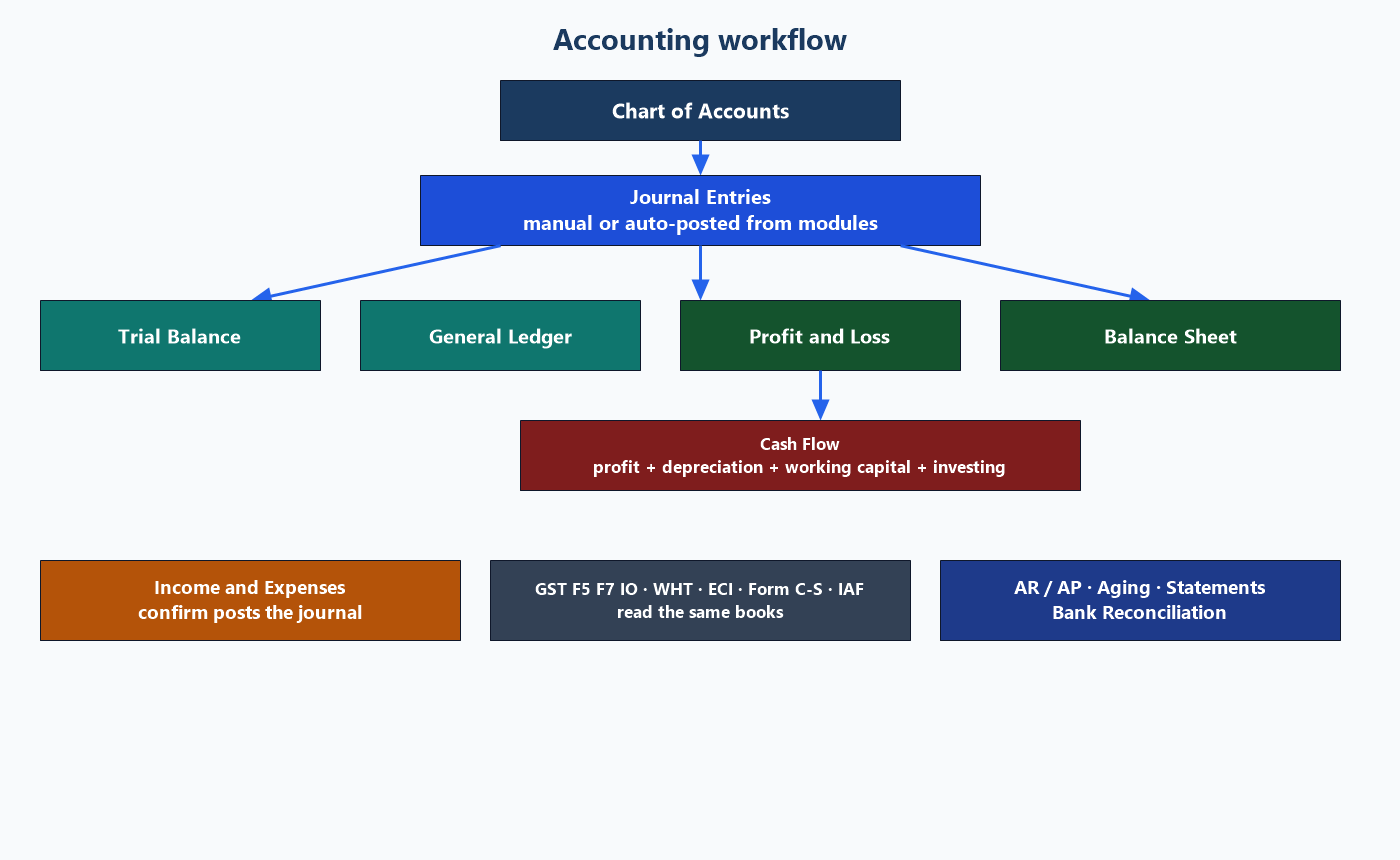 Accounting workflow
Chart of Accounts
Journal Entries
manual or auto-posted from modules
Trial Balance
General Ledger
Profit and Loss
Balance Sheet
Cash Flow
profit + depreciation + working capital + investing
Income and Expenses
confirm posts the journal
GST F5 F7 IO · WHT · ECI · Form C-S · IAF
read the same books
AR / AP · Aging · Statements
Bank Reconciliation